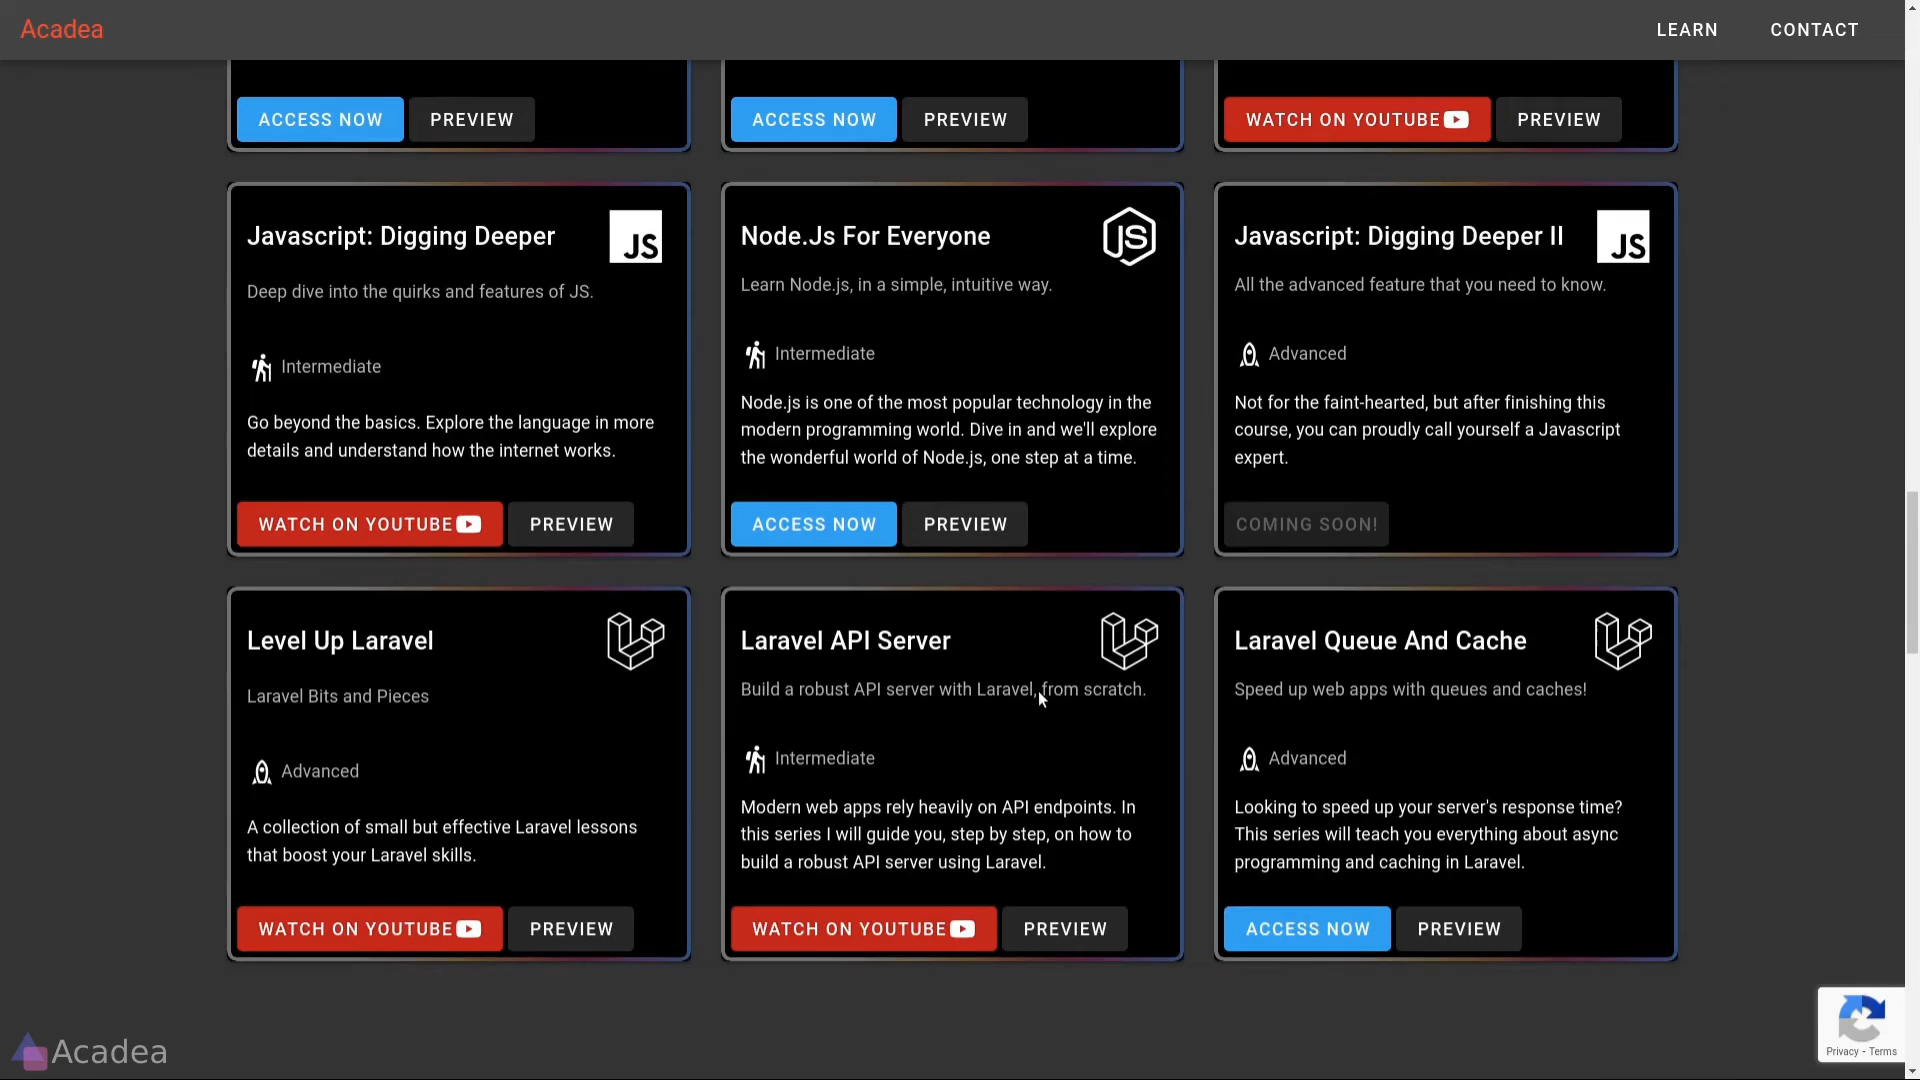 Acadea
LEARN
CONTACT
ACCESS NOW
PREVIEW
ACCESS NOW
PREVIEW
WATCH ON YOUTUBE
PREVIEW
Javascript: Digging Deeper
JS
Deep dive into the quirks and features of JS.
Intermediate
Go beyond the basics. Explore the language in more
details and understand how the internet works.
WATCH ON YOUTUBE
PREVIEW
Node.Js For Everyone
JS
Learn Node.js, in a simple, intuitive way.
Intermediate
Node.js is one of the most popular technology in the
modern programming world. Dive in and we'll explore
the wonderful world of Node.js, one step at a time.
ACCESS NOW
PREVIEW
Javascript: Digging Deeper II
JS
All the advanced feature that you need to know.
Advanced
Not for the faint-hearted, but after finishing this
course, you can proudly call yourself a Javascript
expert.
COMING SOON!
Level Up Laravel
Laravel Bits and Pieces
Advanced
A collection of small but effective Laravel lessons
that boost your Laravel skills.
WATCH ON YOUTUBE
PREVIEW
Laravel API Server
Build a robust API server with Laravel, from scratch.
Intermediate
Modern web apps rely heavily on API endpoints. In
this series I will guide you, step by step, on how to
build a robust API server using Laravel.
WATCH ON YOUTUBE
PREVIEW
Laravel Queue And Cache
Speed up web apps with queues and caches!
Advanced
Looking to speed up your server's response time?
This series will teach you everything about async
programming and caching in Laravel.
ACCESS NOW
PREVIEW
Acadea
Privacy - Terms